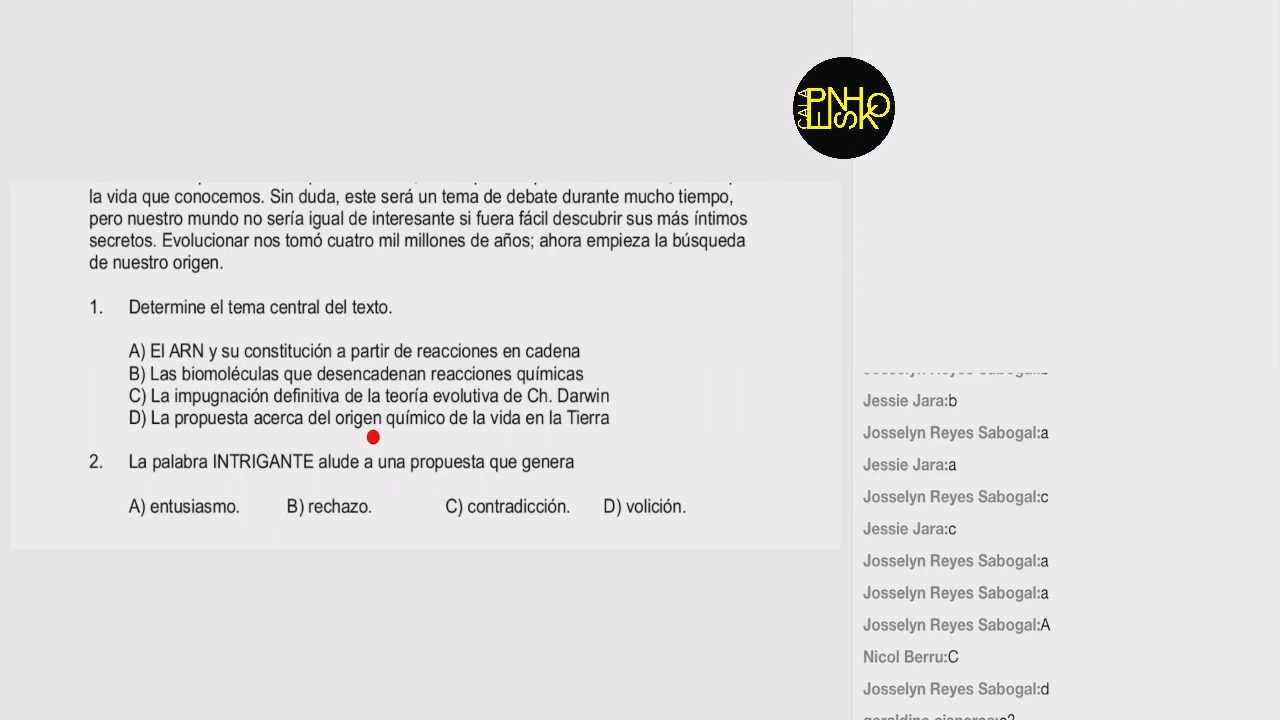 CALA
PENHSKO
la vida que conocemos. Sin duda, este será un tema de debate durante mucho tiempo,
pero nuestro mundo no sería igual de interesante si fuera fácil descubrir sus más íntimos
secretos. Evolucionar nos tomó cuatro mil millones de años; ahora empieza la búsqueda
de nuestro origen.
1. Determine el tema central del texto.
A) El ARN y su constitución a partir de reacciones en cadena
B) Las biomoléculas que desencadenan reacciones químicas
C) La impugnación definitiva de la teoría evolutiva de Ch. Darwin
D) La propuesta acerca del origen químico de la vida en la Tierra
2. La palabra INTRIGANTE alude a una propuesta que genera
A) entusiasmo. B) rechazo. C) contradicción. D) volición.
Jessie Jara:b
Josselyn Reyes Sabogal:a
Jessie Jara:a
Josselyn Reyes Sabogal:c
Jessie Jara:c
Josselyn Reyes Sabogal:a
Josselyn Reyes Sabogal:a
Josselyn Reyes Sabogal:A
Nicol Berru:C
Josselyn Reyes Sabogal:d